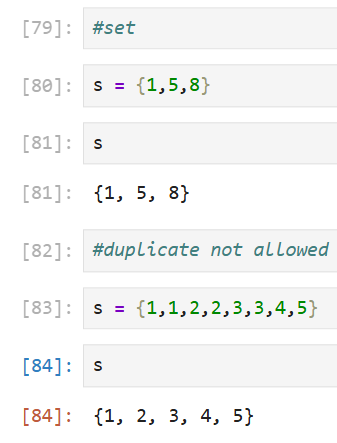 [79]: #set
[80]: s = {1,5,8}
[81]: s
[81]: {1, 5, 8}
[82]: #duplicate not allowed
[83]: s = {1,1,2,2,3,3,4,5}
[84]: s
[84]: {1, 2, 3, 4, 5}